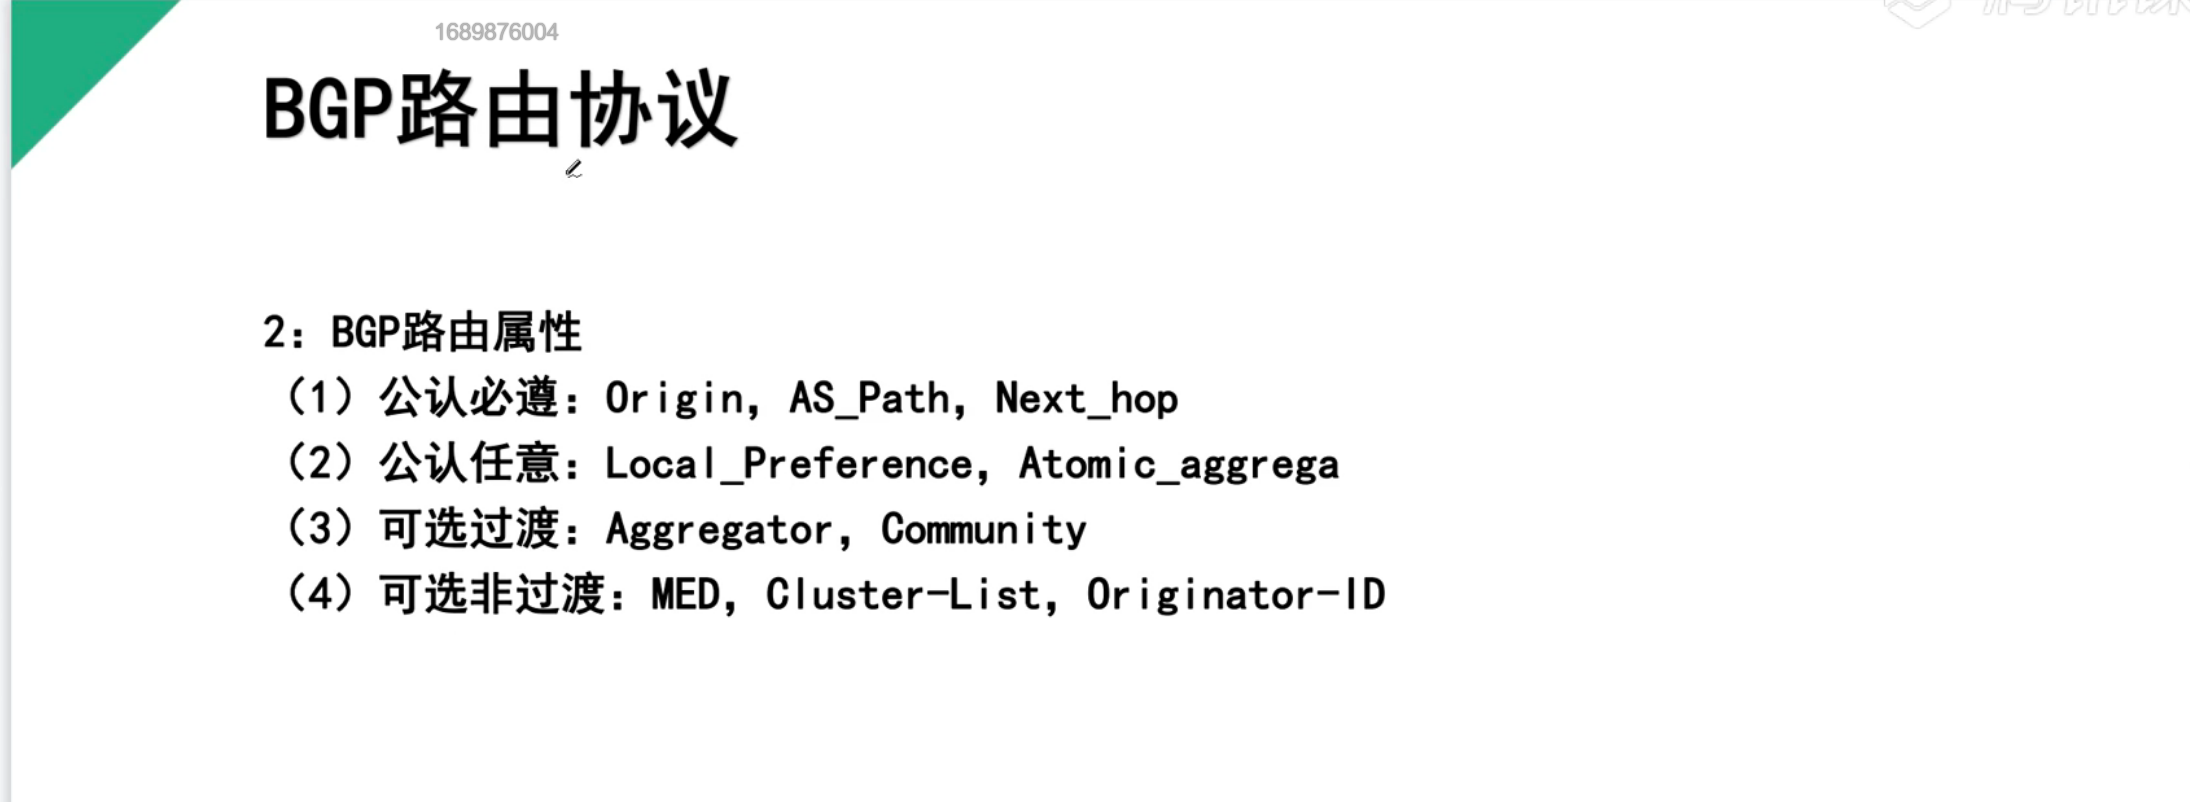 1689876004
BGP路由协议
2：BGP路由属性
（1）公认必遵：Origin，AS_Path，Next_hop
（2）公认任意：Local_Preference，Atomic_aggrega
（3）可选过渡：Aggregator，Community
（4）可选非过渡：MED，Cluster-List，Originator-ID